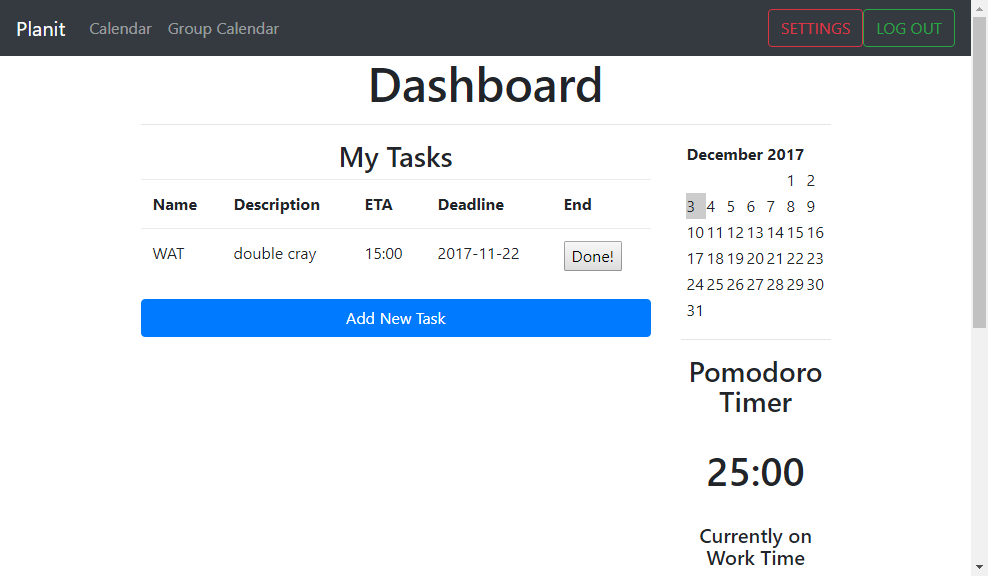 Planit Calendar Group Calendar SETTINGS LOG OUT
Dashboard
My Tasks
Name Description ETA Deadline End
WAT double cray 15:00 2017-11-22 Done!
Add New Task
December 2017
1 2
3 4 5 6 7 8 9
10 11 12 13 14 15 16
17 18 19 20 21 22 23
24 25 26 27 28 29 30
31
Pomodoro
Timer
25:00
Currently on
Work Time